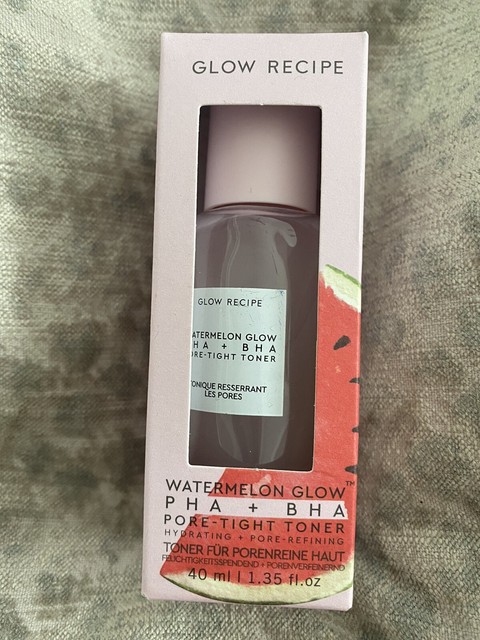 GLOW RECIPE
GLOW RECIPE
WATERMELON GLOW
PHA + BHA
PORE-TIGHT TONER
TONIQUE RESSERRANT
LES PORES
WATERMELON GLOW™
PHA + BHA
PORE-TIGHT TONER
HYDRATING + PORE-REFINING
TONER FÜR PORENREINE HAUT
FEUCHTIGKEITSSPENDEND + PORENVERFEINERND
40 ml | 1.35 fl.oz